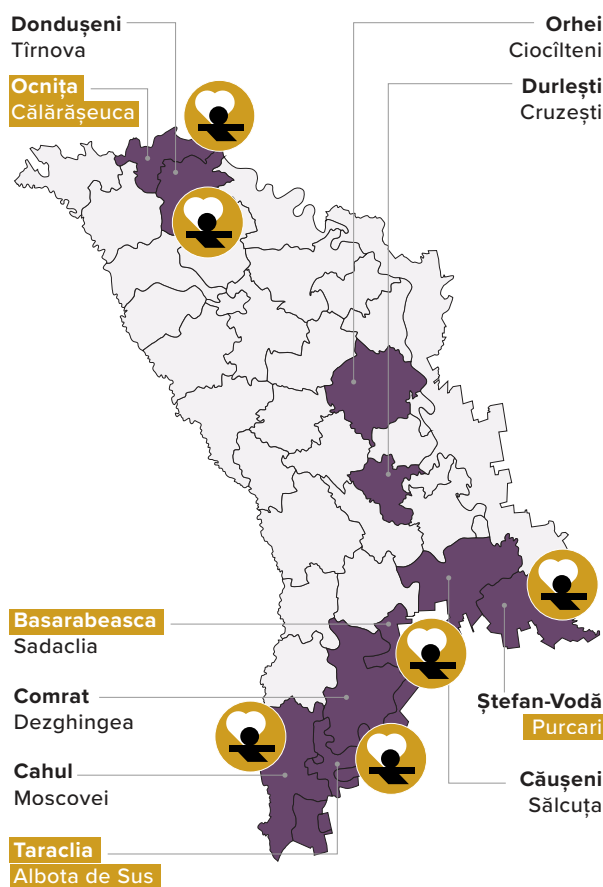 Dondușeni
Tîrnova
Ocnița
Călărășeuca
Orhei
Ciocîlteni
Durlești
Cruzești
Basarabeasca
Sadaclia
Comrat
Dezghingea
Cahul
Moscovei
Taraclia
Albota de Sus
Ștefan-Vodă
Purcari
Căușeni
Sălcuța